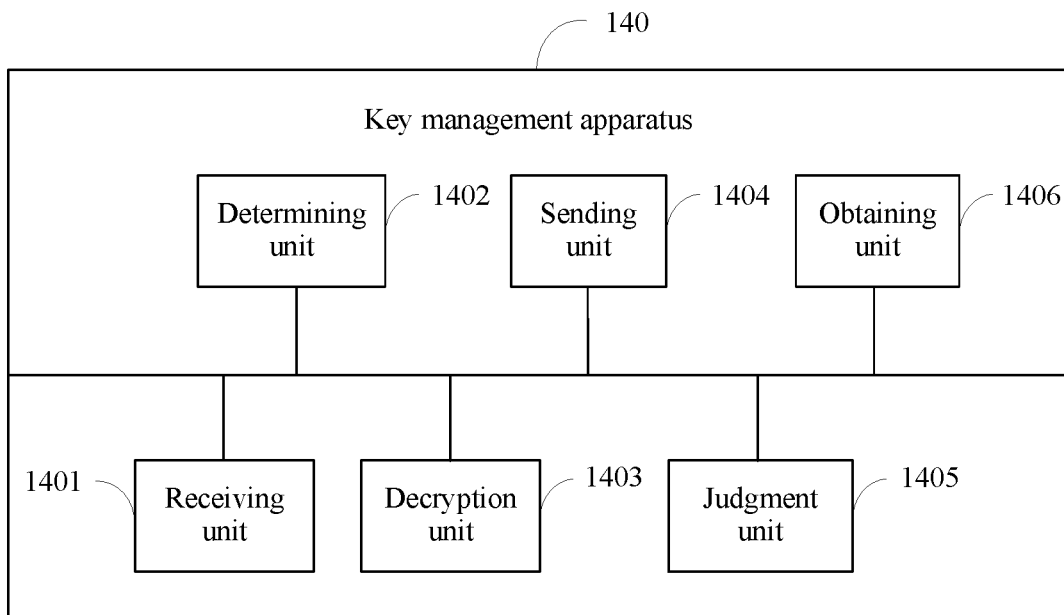 140
Key management apparatus
Determining
unit
1402
Sending
unit
1404
Obtaining
unit
1406
1401
Receiving
unit
Decryption
unit
1403
Judgment
unit
1405